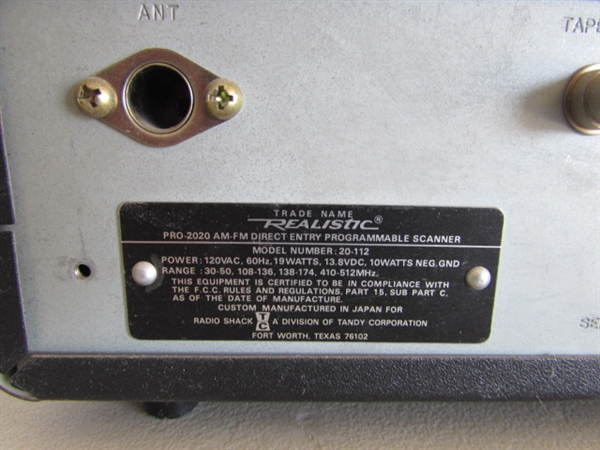 ANT
TAPE
TRADE NAME
REALISTIC®
PRO-2020 AM-FM DIRECT ENTRY PROGRAMMABLE SCANNER
MODEL NUMBER: 20-112
POWER: 120VAC, 60Hz, 19WATTS, 13.8VDC, 10WATTS NEG. GND
RANGE : 30-50, 108-136, 138-174, 410-512MHz.
THIS EQUIPMENT IS CERTIFIED TO BE IN COMPLIANCE WITH
THE F.C.C. RULES AND REGULATIONS, PART 15, SUB PART C,
AS OF THE DATE OF MANUFACTURE.
CUSTOM MANUFACTURED IN JAPAN FOR
RADIO SHACK TC A DIVISION OF TANDY CORPORATION
FORT WORTH, TEXAS 76102